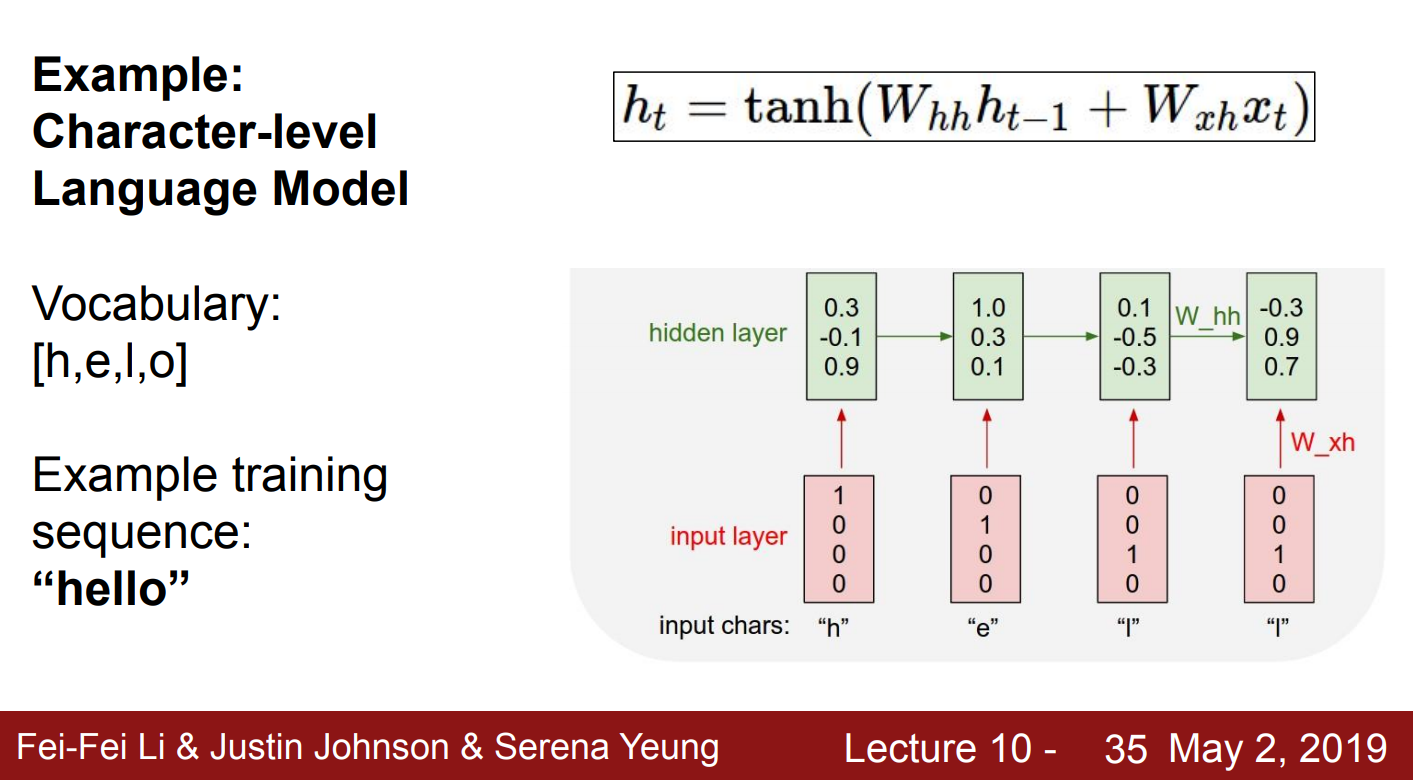 Example:
Character-level
Language Model
Vocabulary:
[h,e,l,o]
Example training
sequence:
“hello”
h_t = tanh(W_{hh}h_{t−1} + W_{xh}x_t)
hidden layer
0.3 1.0 0.1 -0.3
-0.1 0.3 -0.5 0.9
0.9 0.1 -0.3 0.7
W_hh
W_xh
input layer
1 0 0 0
0 1 0 0
0 0 1 1
0 0 0 0
input chars: “h” “e” “l” “l”
Fei-Fei Li & Justin Johnson & Serena Yeung Lecture 10 - 35 May 2, 2019